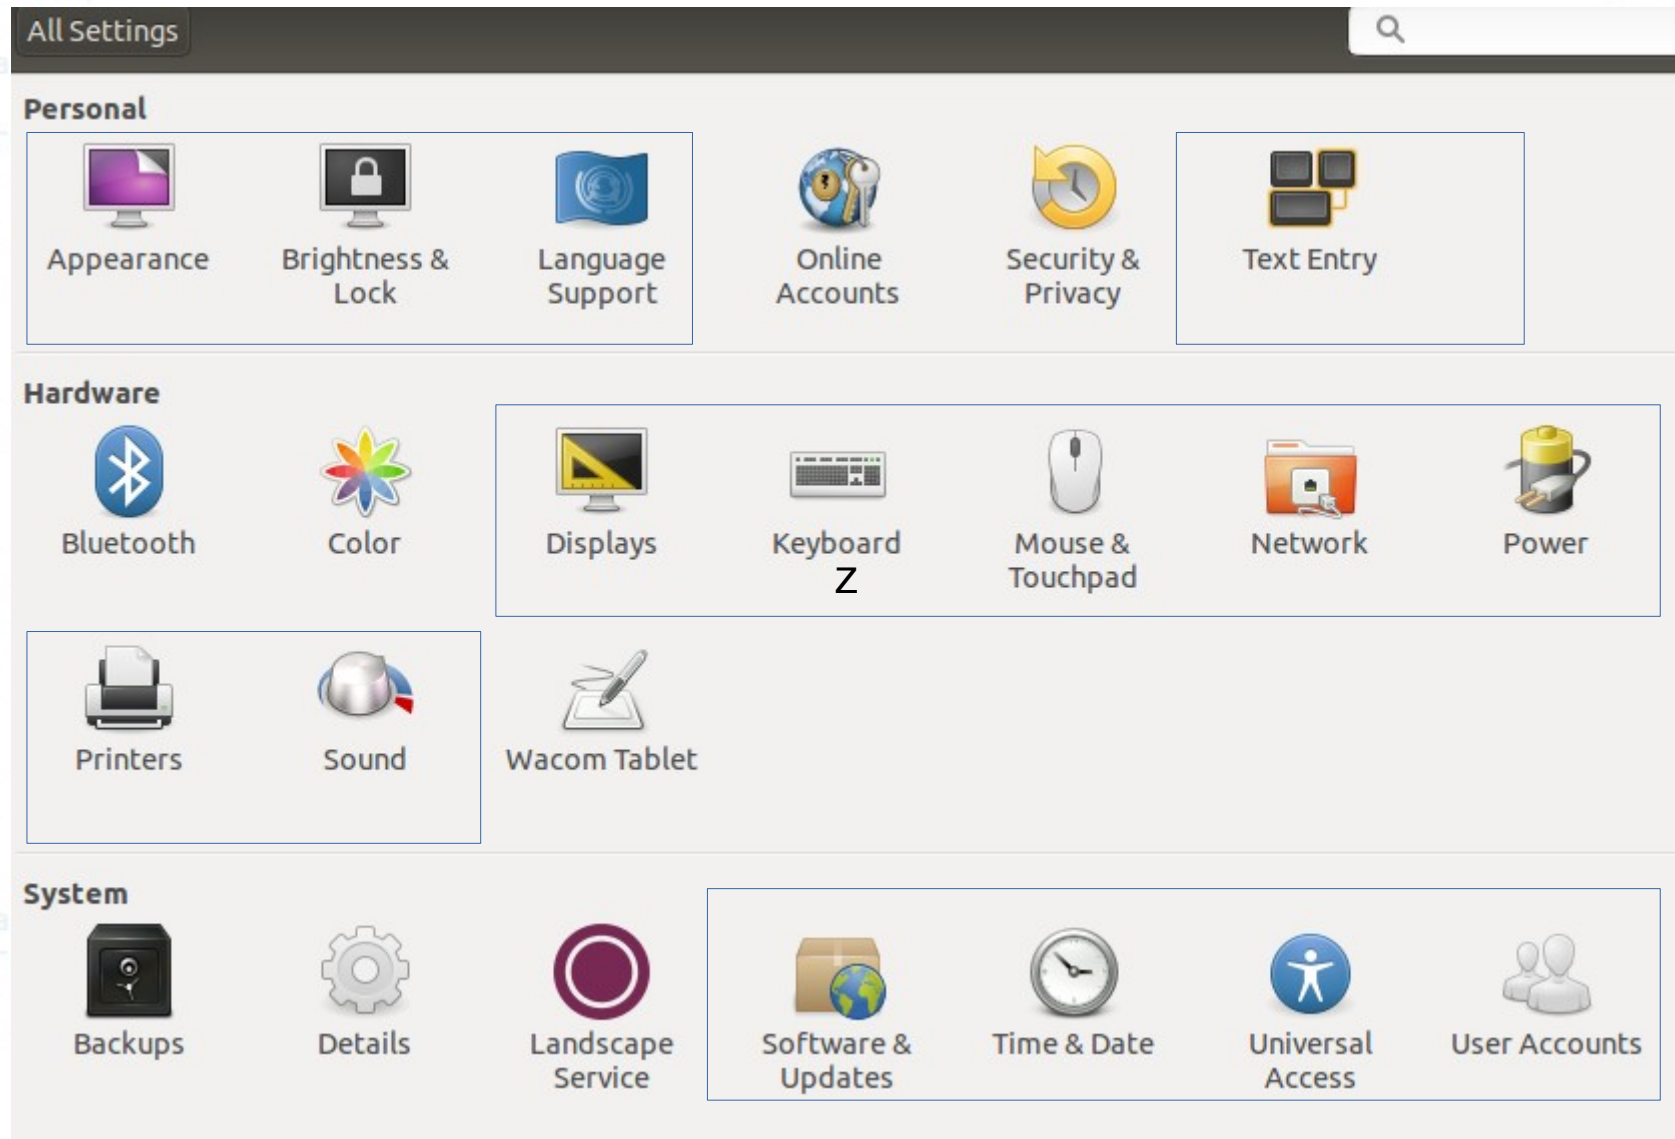 All Settings
Personal
Appearance
Brightness &
Lock
Language
Support
Online
Accounts
Security &
Privacy
Text Entry
Hardware
Bluetooth
Color
Displays
Keyboard
Z
Mouse &
Touchpad
Network
Power
Printers
Sound
Wacom Tablet
System
Backups
Details
Landscape
Service
Software &
Updates
Time & Date
Universal
Access
User Accounts